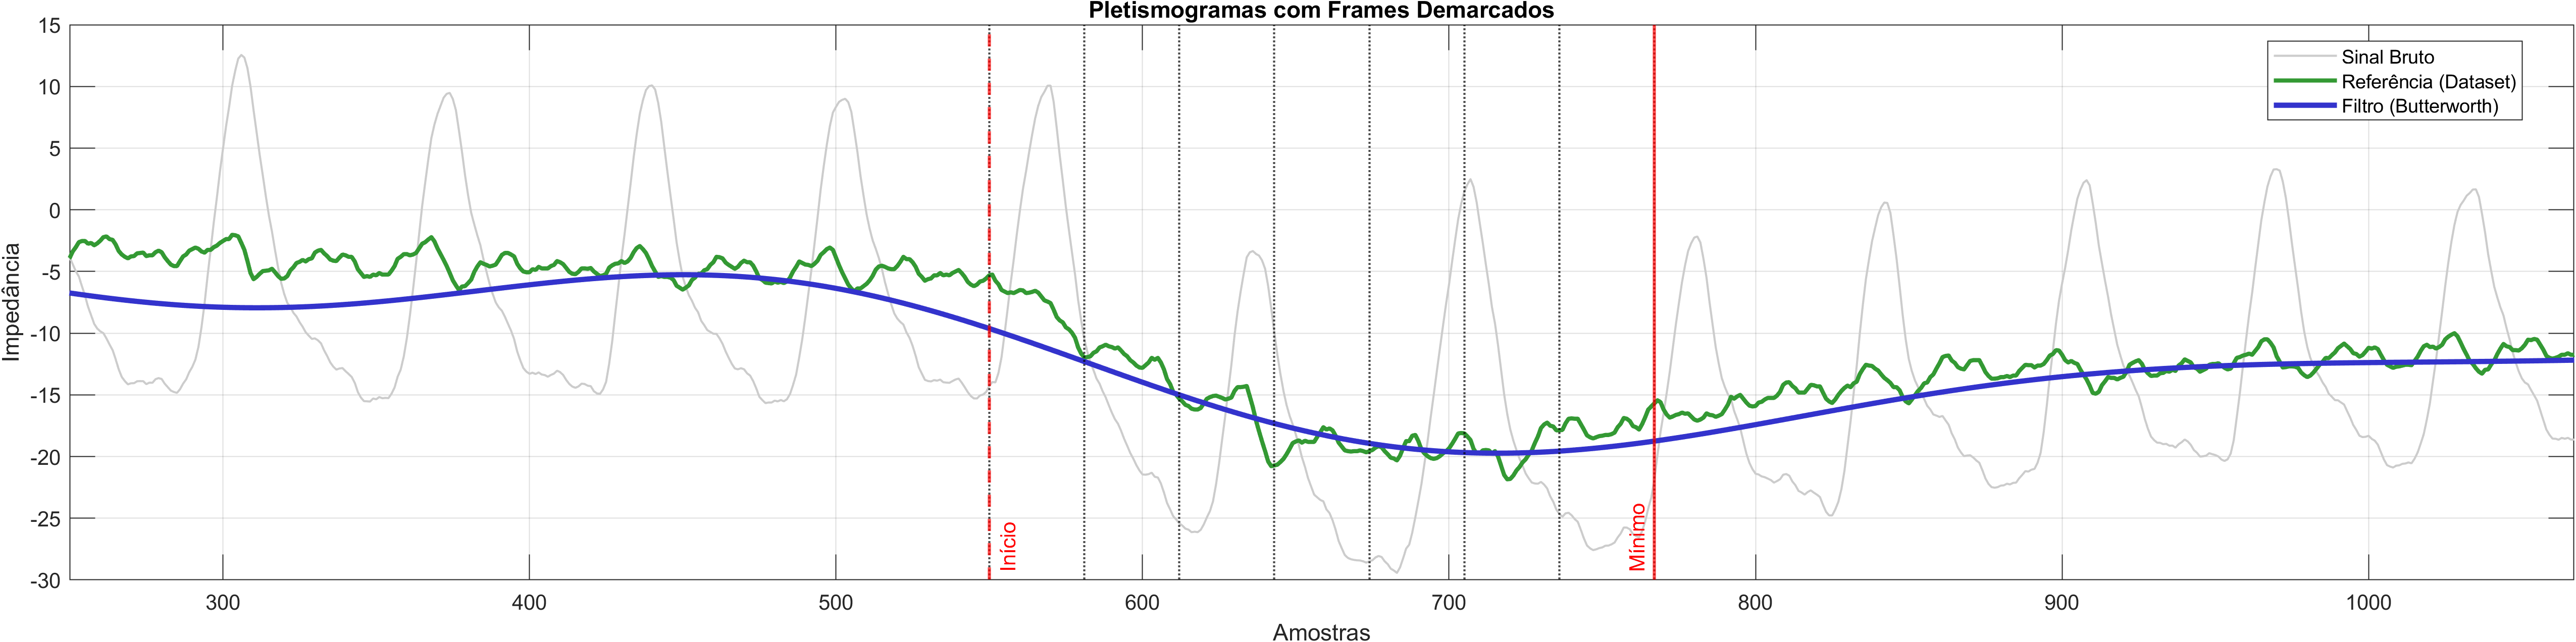 Pletismogramas com Frames Demarcados
Impedância
15
10
5
0
-5
-10
-15
-20
-25
-30
Sinal Bruto
Referência (Dataset)
Filtro (Butterworth)
Início
Mínimo
300
400
500
600
700
800
900
1000
Amostras